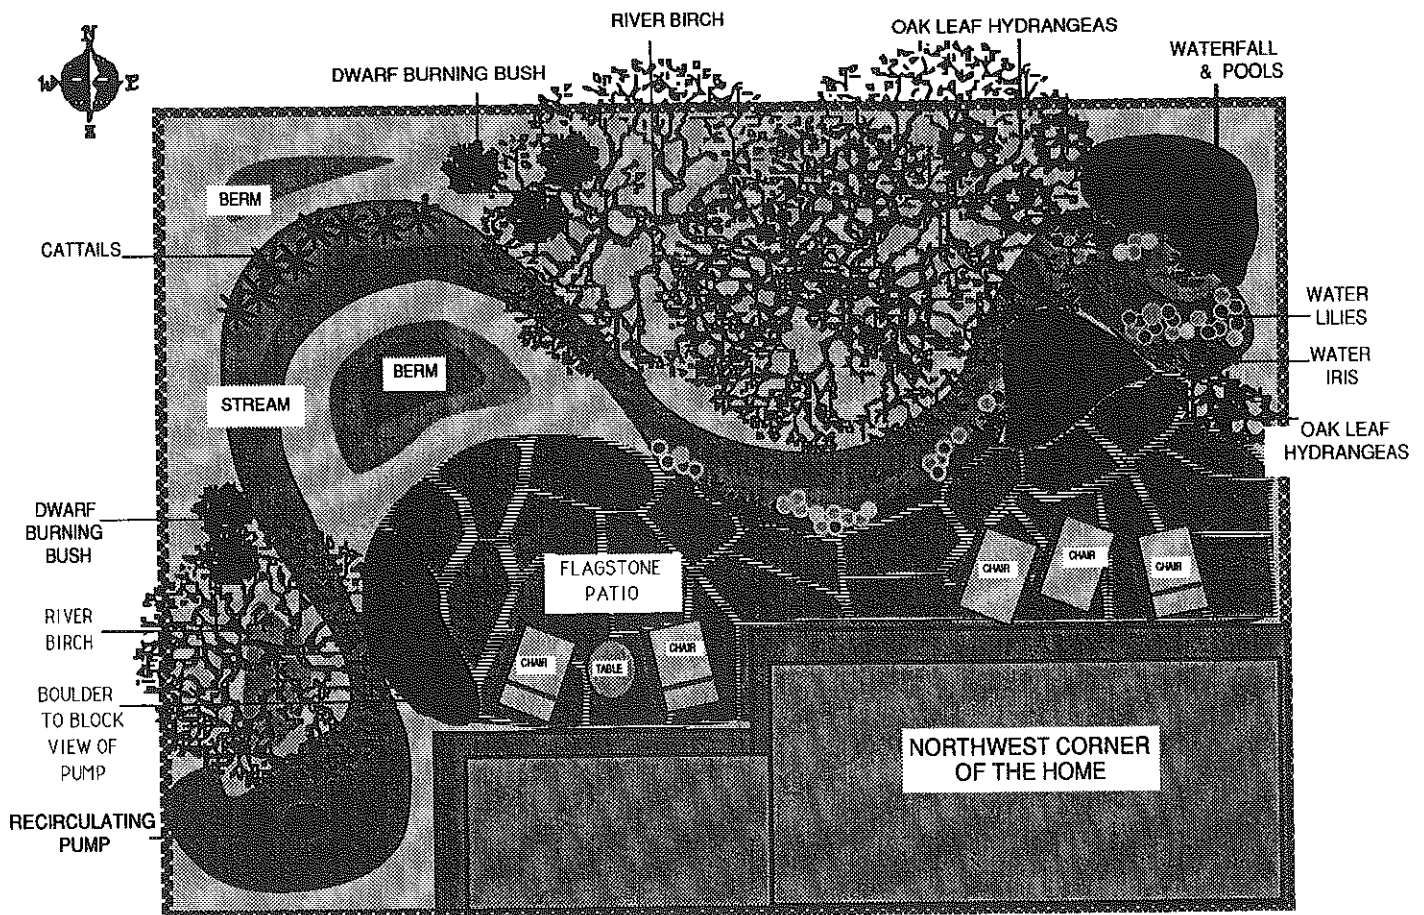 RIVER BIRCH
OAK LEAF HYDRANGEAS
WATERFALL
& POOLS
DWARF BURNING BUSH
N
W E
S
BERM
CATTAILS
WATER
LILIES
WATER
IRIS
BERM
STREAM
OAK LEAF
HYDRANGEAS
DWARF
BURNING
BUSH
FLAGSTONE
PATIO
CHAIR
CHAIR
CHAIR
RIVER
BIRCH
CHAIR
TABLE
CHAIR
BOULDER
TO BLOCK
VIEW OF
PUMP
NORTHWEST CORNER
OF THE HOME
RECIRCULATING
PUMP